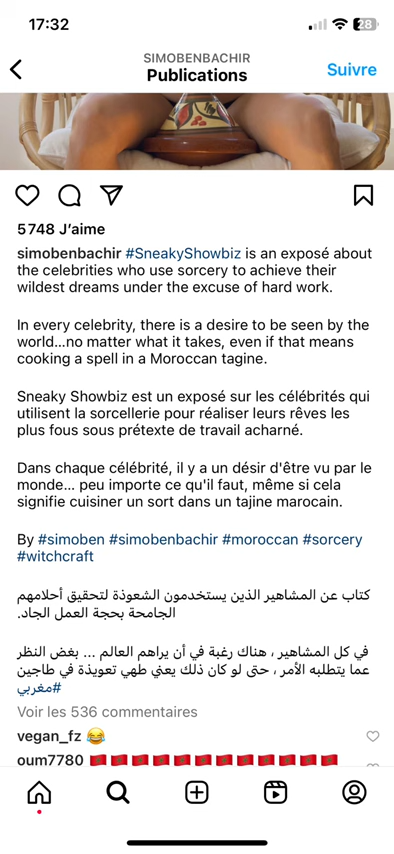 17:32
28
SIMOBENBACHIR
Publications
Suivre
5 748 J’aime
simobenbachir #SneakyShowbiz is an exposé about
the celebrities who use sorcery to achieve their
wildest dreams under the excuse of hard work.
In every celebrity, there is a desire to be seen by the
world...no matter what it takes, even if that means
cooking a spell in a Moroccan tagine.
Sneaky Showbiz est un exposé sur les célébrités qui
utilisent la sorcellerie pour réaliser leurs rêves les
plus fous sous prétexte de travail acharné.
Dans chaque célébrité, il y a un désir d'être vu par le
monde... peu importe ce qu'il faut, même si cela
signifie cuisiner un sort dans un tajine marocain.
By #simoben #simobenbachir #moroccan #sorcery
#witchcraft
كتاب عن المشاهير الذين يستخدمون الشعوذة لتحقيق أحلامهم
الجامحة بحجة العمل الجاد.
في كل المشاهير ، هناك رغبة في أن يراهم العالم ... بغض النظر
عما يتطلبه الأمر ، حتى لو كان ذلك يعني طهي تعويذة في طاجين
#مغربي
Voir les 536 commentaires
vegan_fz 😂
oum7780 🇲🇦🇲🇦🇲🇦🇲🇦🇲🇦🇲🇦🇲🇦🇲🇦🇲🇦🇲🇦🇲🇦🇲🇦